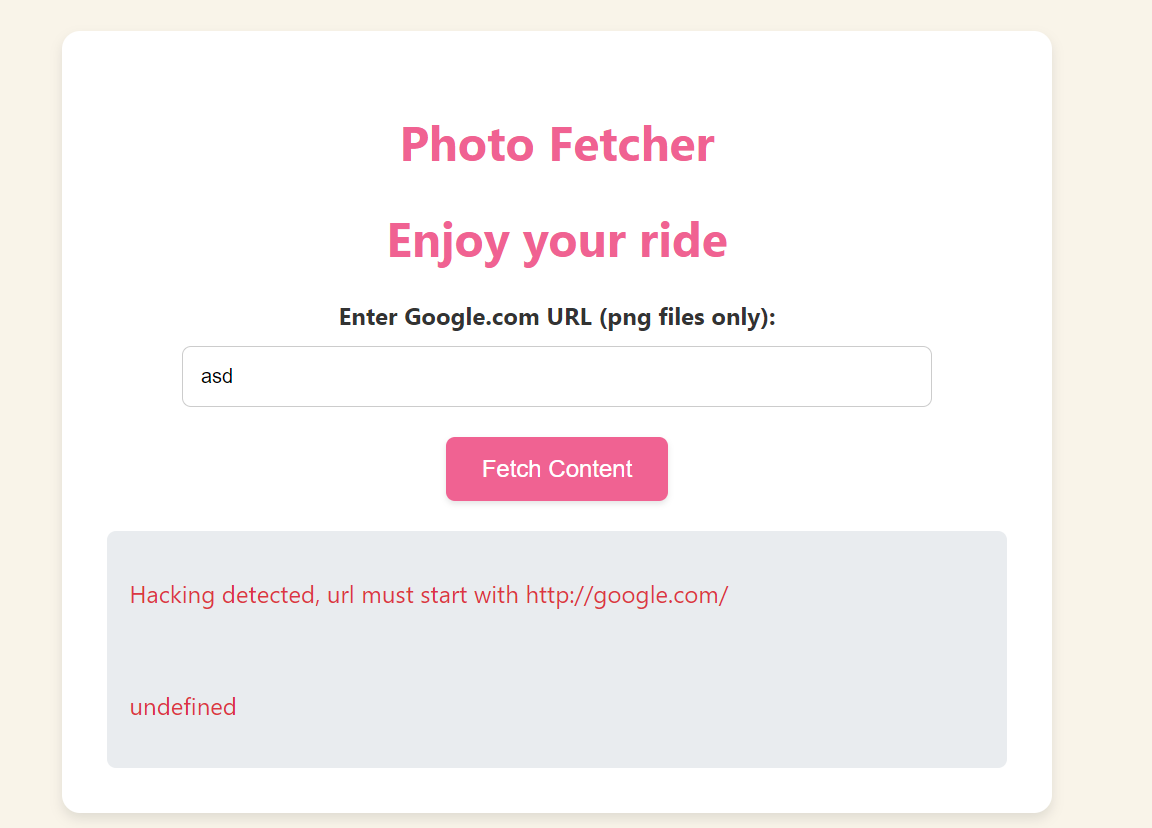 Photo Fetcher
Enjoy your ride
Enter Google.com URL (png files only):
asd
Fetch Content
Hacking detected, url must start with http://google.com/
undefined